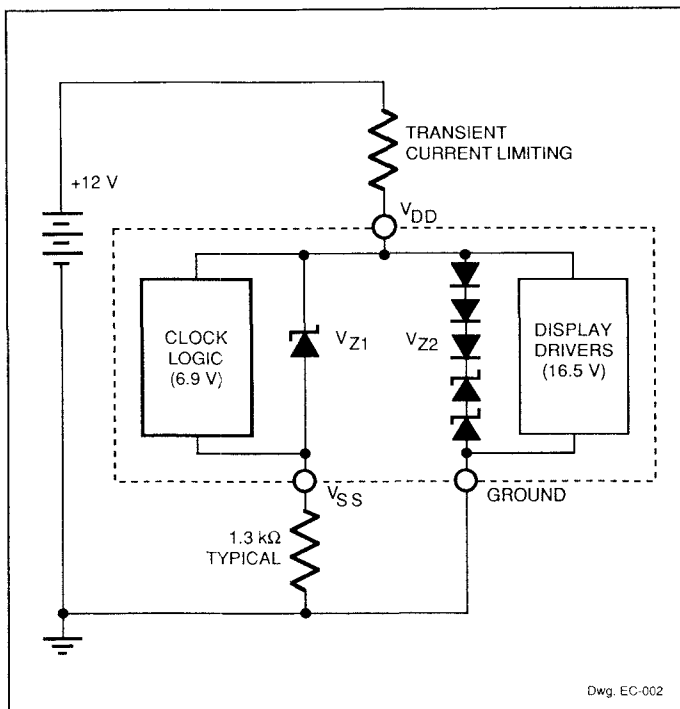 TRANSIENT
CURRENT LIMITING
+12 V
VDD
CLOCK
LOGIC
(6.9 V)
VZ1
VZ2
DISPLAY
DRIVERS
(16.5 V)
VSS
GROUND
1.3 kΩ
TYPICAL
Dwg. EC-002